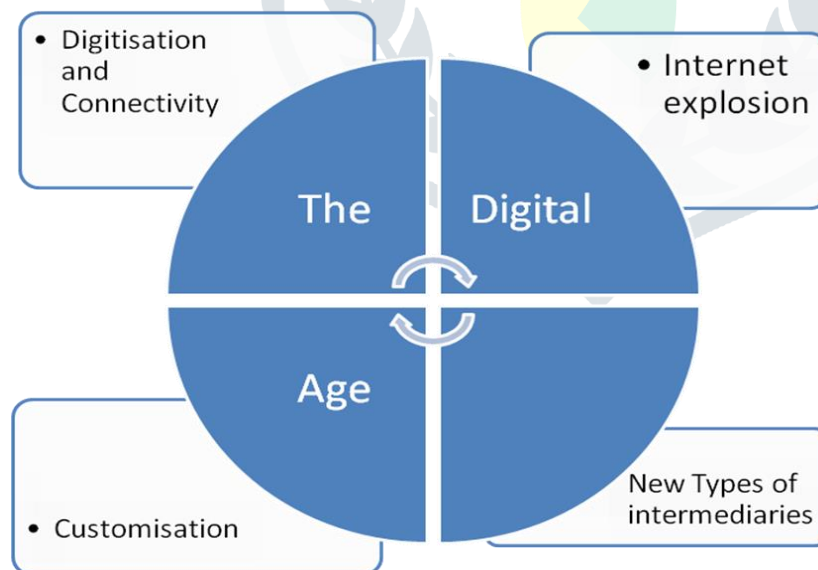 • Digitisation
and
Connectivity
• Internet
explosion
The
Digital
Age
• Customisation
New Types of
intermediaries